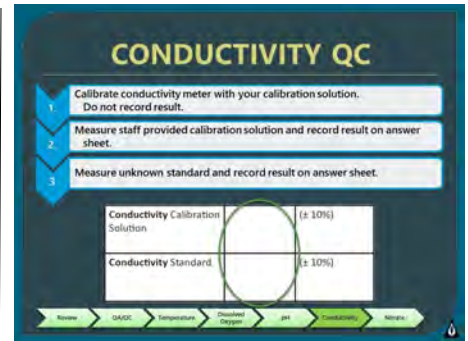 CONDUCTIVITY QC
1. Calibrate conductivity meter with your calibration solution.
Do not record result.
2. Measure staff provided calibration solution and record result on answer
sheet.
3. Measure unknown standard and record result on answer sheet.
Conductivity Calibration (± 10%)
Solution
Conductivity Standard (± 10%)
Review QA/QC Temperature Dissolved Oxygen pH Conductivity Nitrate